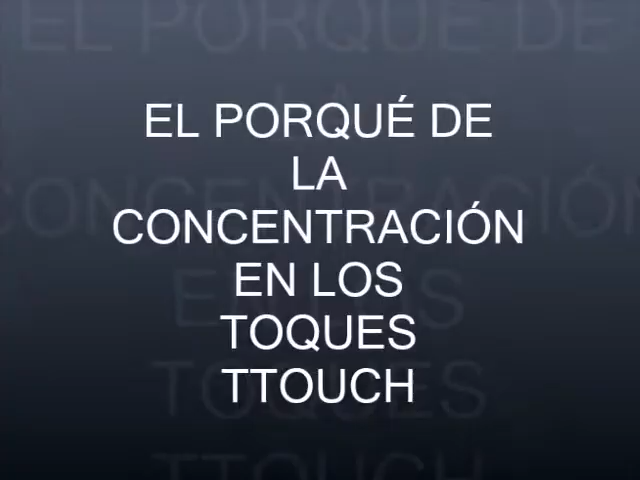 EL PORQUÉ DE
LA
CONCENTRACIÓN
EN LOS
TOQUES
TTOUCH